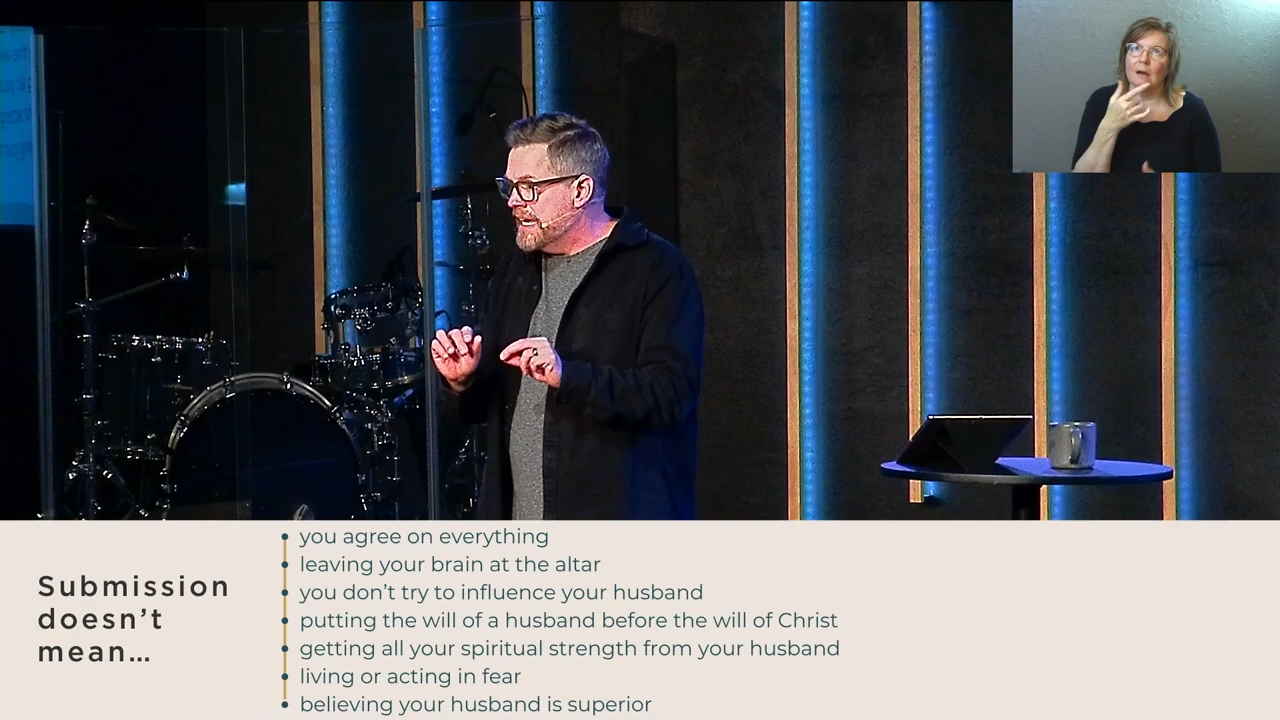 Submission
doesn't
mean...
you agree on everything
leaving your brain at the altar
you don't try to influence your husband
putting the will of a husband before the will of Christ
getting all your spiritual strength from your husband
living or acting in fear
believing your husband is superior